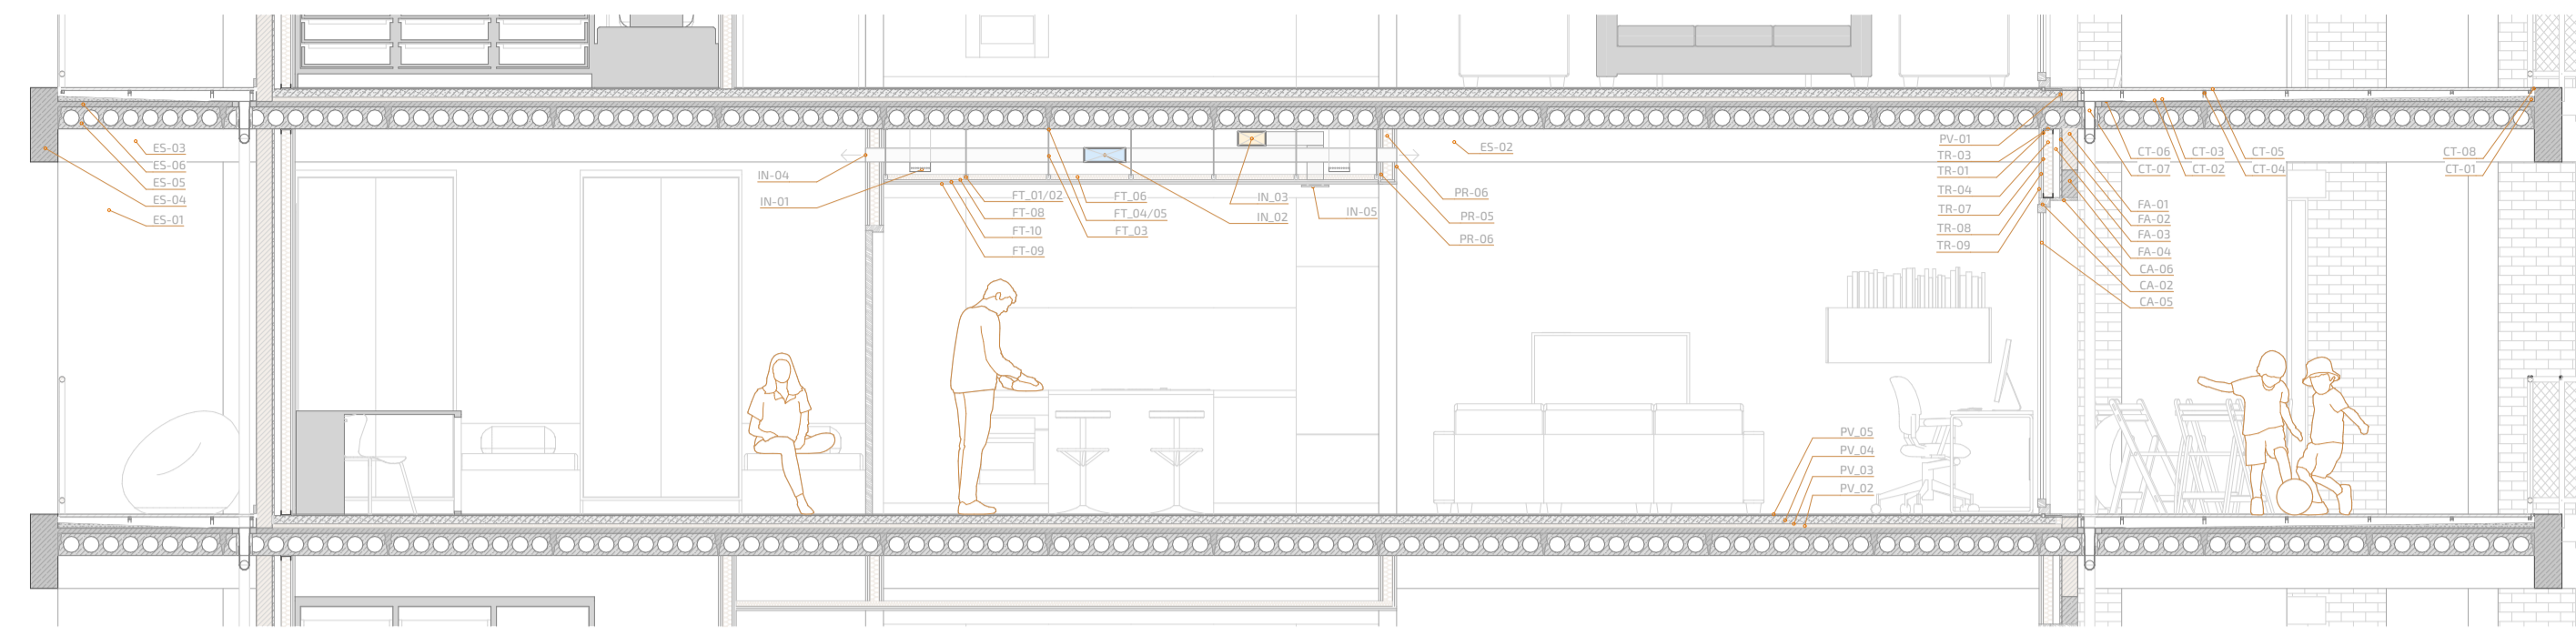 ES-03
ES-06
ES-05
ES-04
ES-01
IN-04
IN-01
FT_01/02
FT-08
FT-10
FT-09
FT_06
FT_04/05
FT_03
IN_03
IN_02
IN-05
ES-02
PR-06
PR-05
PR-06
PV-01
TR-03
TR-01
TR-04
TR-07
TR-08
TR-09
CT-06 CT-03 CT-05
CT-07 CT-02 CT-04
CT-08
CT-01
FA-01
FA-02
FA-03
FA-04
CA-06
CA-02
CA-05
PV_05
PV_04
PV_03
PV_02